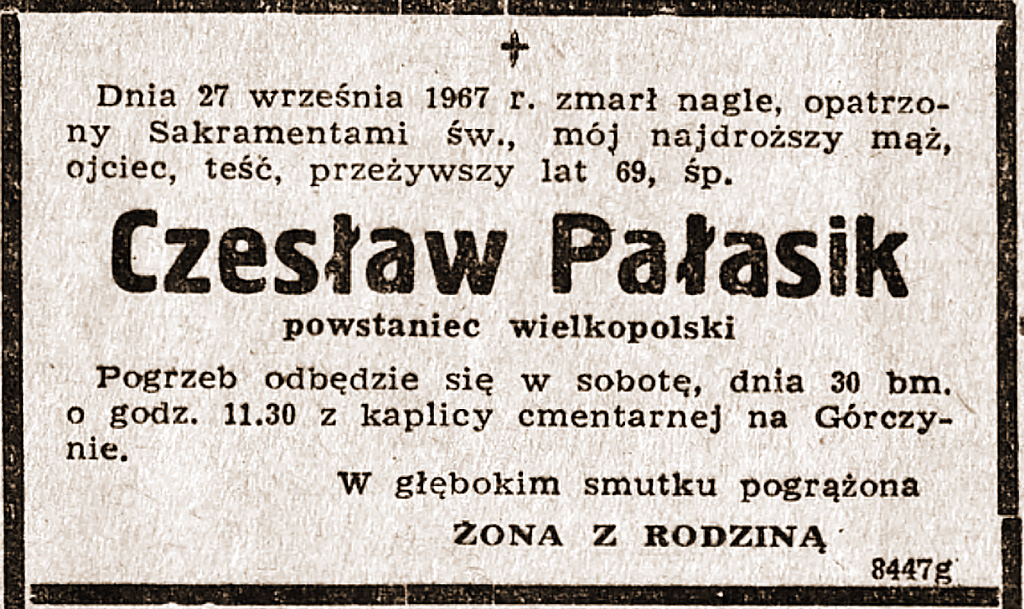 Dnia 27 września 1967 r. zmarł nagle, opatrzo-
ny Sakramentami św., mój najdroższy mąż,
ojciec, teść, przeżywszy lat 69, śp.
Czesław Pałasik
powstaniec wielkopolski
Pogrzeb odbędzie się w sobotę, dnia 30 bm.
o godz. 11.30 z kaplicy cmentarnej na Górczy-
nie.
W głębokim smutku pogrążona
ŻONA Z RODZINĄ
8447g